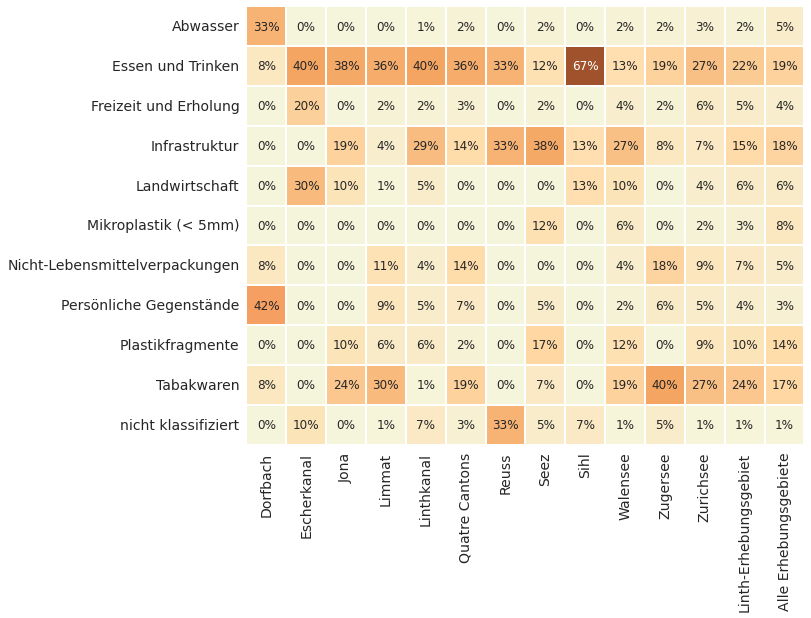 Abwasser 33% 0% 0% 0% 1% 2% 0% 2% 0% 2% 2% 3% 2% 5%
Essen und Trinken 8% 40% 38% 36% 40% 36% 33% 12% 67% 13% 19% 27% 22% 19%
Freizeit und Erholung 0% 20% 0% 2% 2% 3% 0% 2% 0% 4% 2% 6% 5% 4%
Infrastruktur 0% 0% 19% 4% 29% 14% 33% 38% 13% 27% 8% 7% 15% 18%
Landwirtschaft 0% 30% 10% 1% 5% 0% 0% 0% 13% 10% 0% 4% 6% 6%
Mikroplastik (< 5mm) 0% 0% 0% 0% 0% 0% 0% 12% 0% 6% 0% 2% 3% 8%
Nicht-Lebensmittelverpackungen 8% 0% 0% 11% 4% 14% 0% 0% 0% 4% 18% 9% 7% 5%
Persönliche Gegenstände 42% 0% 0% 9% 5% 7% 0% 5% 0% 2% 6% 5% 4% 3%
Plastikfragmente 0% 0% 10% 6% 6% 2% 0% 17% 0% 12% 0% 9% 10% 14%
Tabakwaren 8% 0% 24% 30% 1% 19% 0% 7% 0% 19% 40% 27% 24% 17%
nicht klassifiziert 0% 10% 0% 1% 7% 3% 33% 5% 7% 1% 5% 1% 1% 1%
Dorfbach
Escherkanal
Jona
Limmat
Linthkanal
Quatre Cantons
Reuss
Seez
Sihl
Walensee
Zugersee
Zurichsee
Linth-Erhebungsgebiet
Alle Erhebungsgebiete